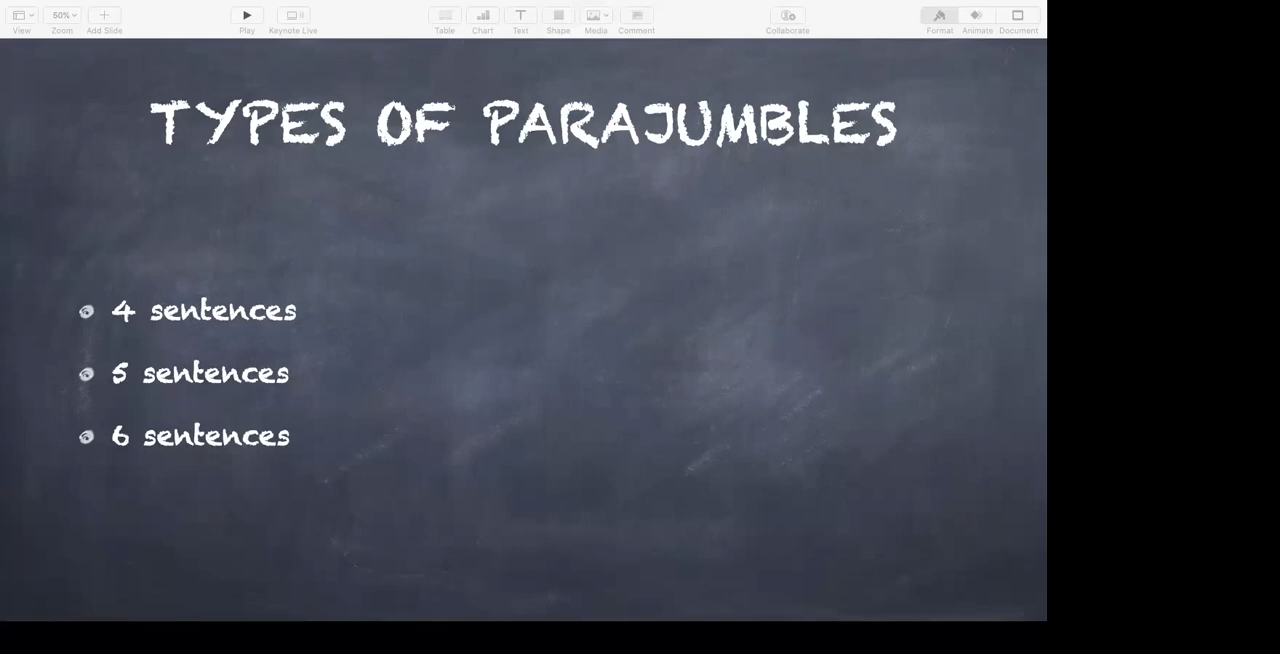 50%
View
Zoom
Add Slide
Play
Keynote Live
Table
Chart
Text
Shape
Media
Comment
Collaborate
Format
Animate
Document
TYPES OF PARAJUMBLES
4 sentences
5 sentences
6 sentences